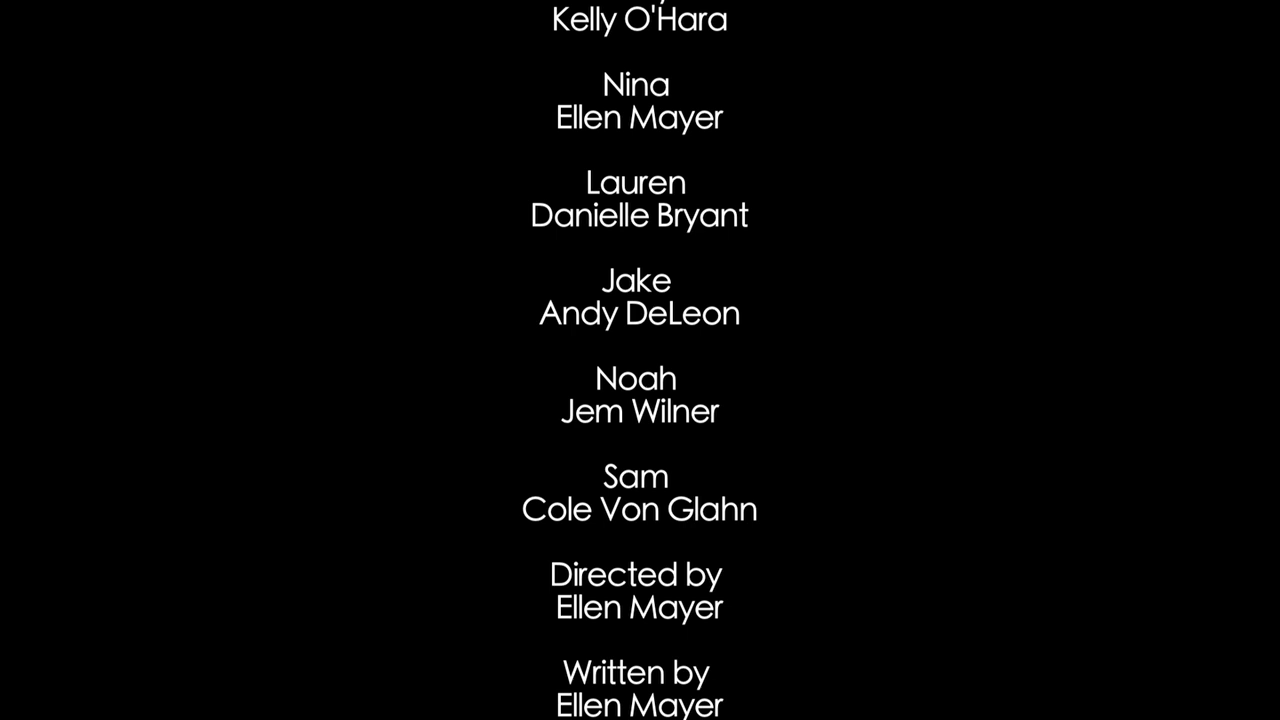 Kelly O'Hara
Nina
Ellen Mayer
Lauren
Danielle Bryant
Jake
Andy DeLeon
Noah
Jem Wilner
Sam
Cole Von Glahn
Directed by
Ellen Mayer
Written by
Ellen Mayer